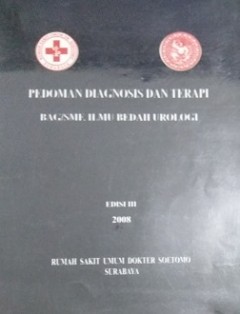 PEDOMAN DIAGNOSIS DAN TERAPI
BAG/SMF. ILMU BEDAH UROLOGI
EDISI III
2008
RUMAH SAKIT UMUM DOKTER SOETOMO
SURABAYA